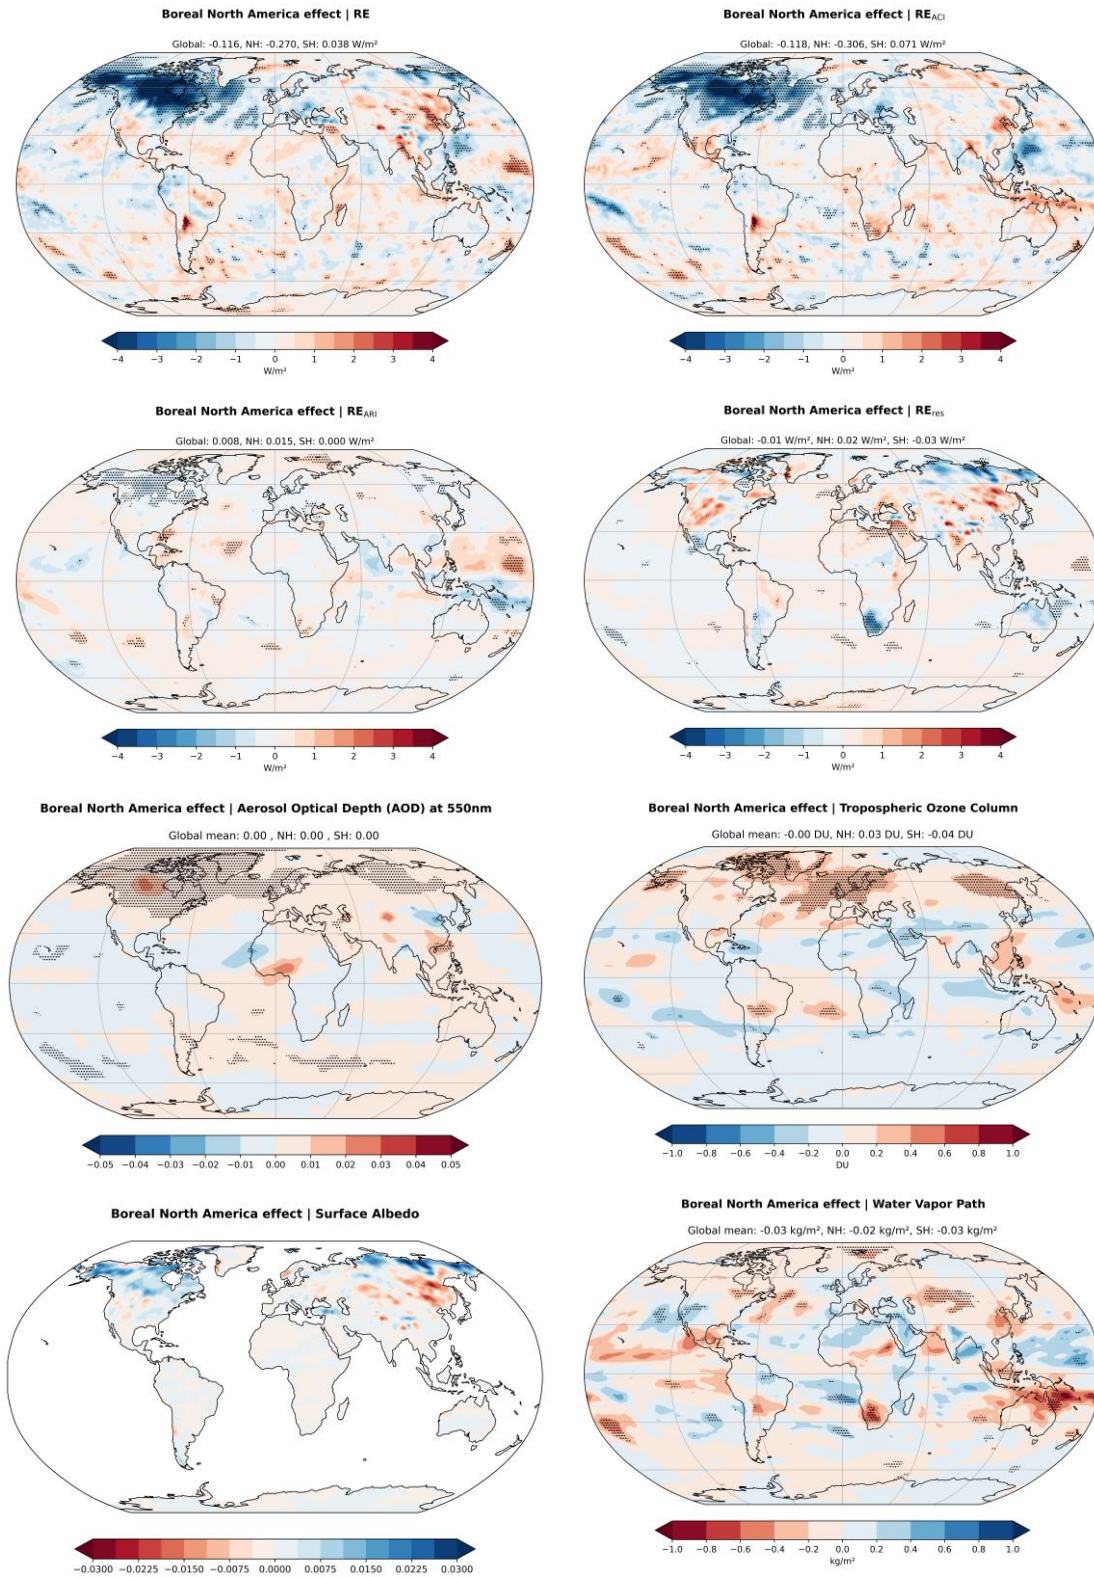 Boreal North America effect | RE
Global: -0.116, NH: -0.270, SH: 0.038 W/m²
−4 −3 −2 −1 0 1 2 3 4
W/m²
Boreal North America effect | RE_ACI
Global: -0.118, NH: -0.306, SH: 0.071 W/m²
−4 −3 −2 −1 0 1 2 3 4
W/m²
Boreal North America effect | RE_ARI
Global: 0.008, NH: 0.015, SH: 0.000 W/m²
−4 −3 −2 −1 0 1 2 3 4
W/m²
Boreal North America effect | RE_res
Global: -0.01 W/m², NH: 0.02 W/m², SH: -0.03 W/m²
−4 −3 −2 −1 0 1 2 3 4
W/m²
Boreal North America effect | Aerosol Optical Depth (AOD) at 550nm
Global mean: 0.00 , NH: 0.00 , SH: 0.00
−0.05 −0.04 −0.03 −0.02 −0.01 0.00 0.01 0.02 0.03 0.04 0.05
Boreal North America effect | Tropospheric Ozone Column
Global mean: -0.00 DU, NH: 0.03 DU, SH: -0.04 DU
−1.0 −0.8 −0.6 −0.4 −0.2 0.0 0.2 0.4 0.6 0.8 1.0
DU
Boreal North America effect | Surface Albedo
−0.0300 −0.0225 −0.0150 −0.0075 0.0000 0.0075 0.0150 0.0225 0.0300
Boreal North America effect | Water Vapor Path
Global mean: -0.03 kg/m², NH: -0.02 kg/m², SH: -0.03 kg/m²
−1.0 −0.8 −0.6 −0.4 −0.2 0.0 0.2 0.4 0.6 0.8 1.0
kg/m²